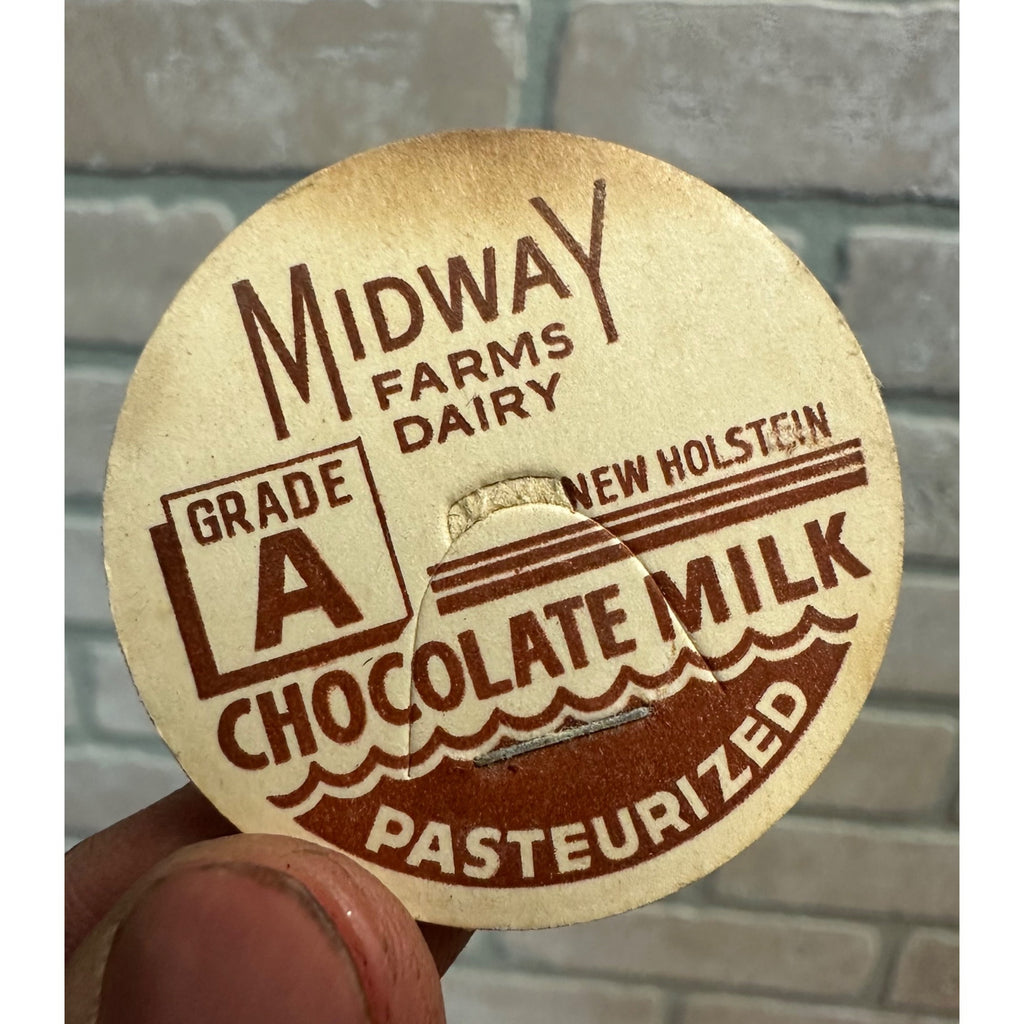 MIDWAY
FARMS
DAIRY
NEW HOLSTEIN
GRADE
A
CHOCOLATE MILK
PASTEURIZED